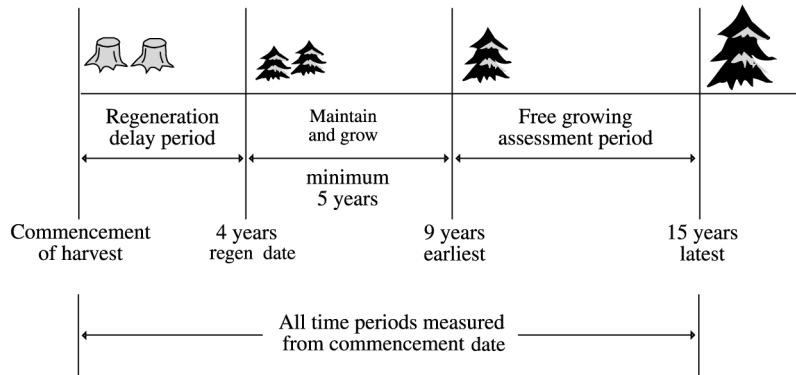 Regeneration
delay period
Maintain
and grow
Free growing
assessment period
minimum
5 years
Commencement
of harvest
4 years
regen date
9 years
earliest
15 years
latest
All time periods measured
from commencement date